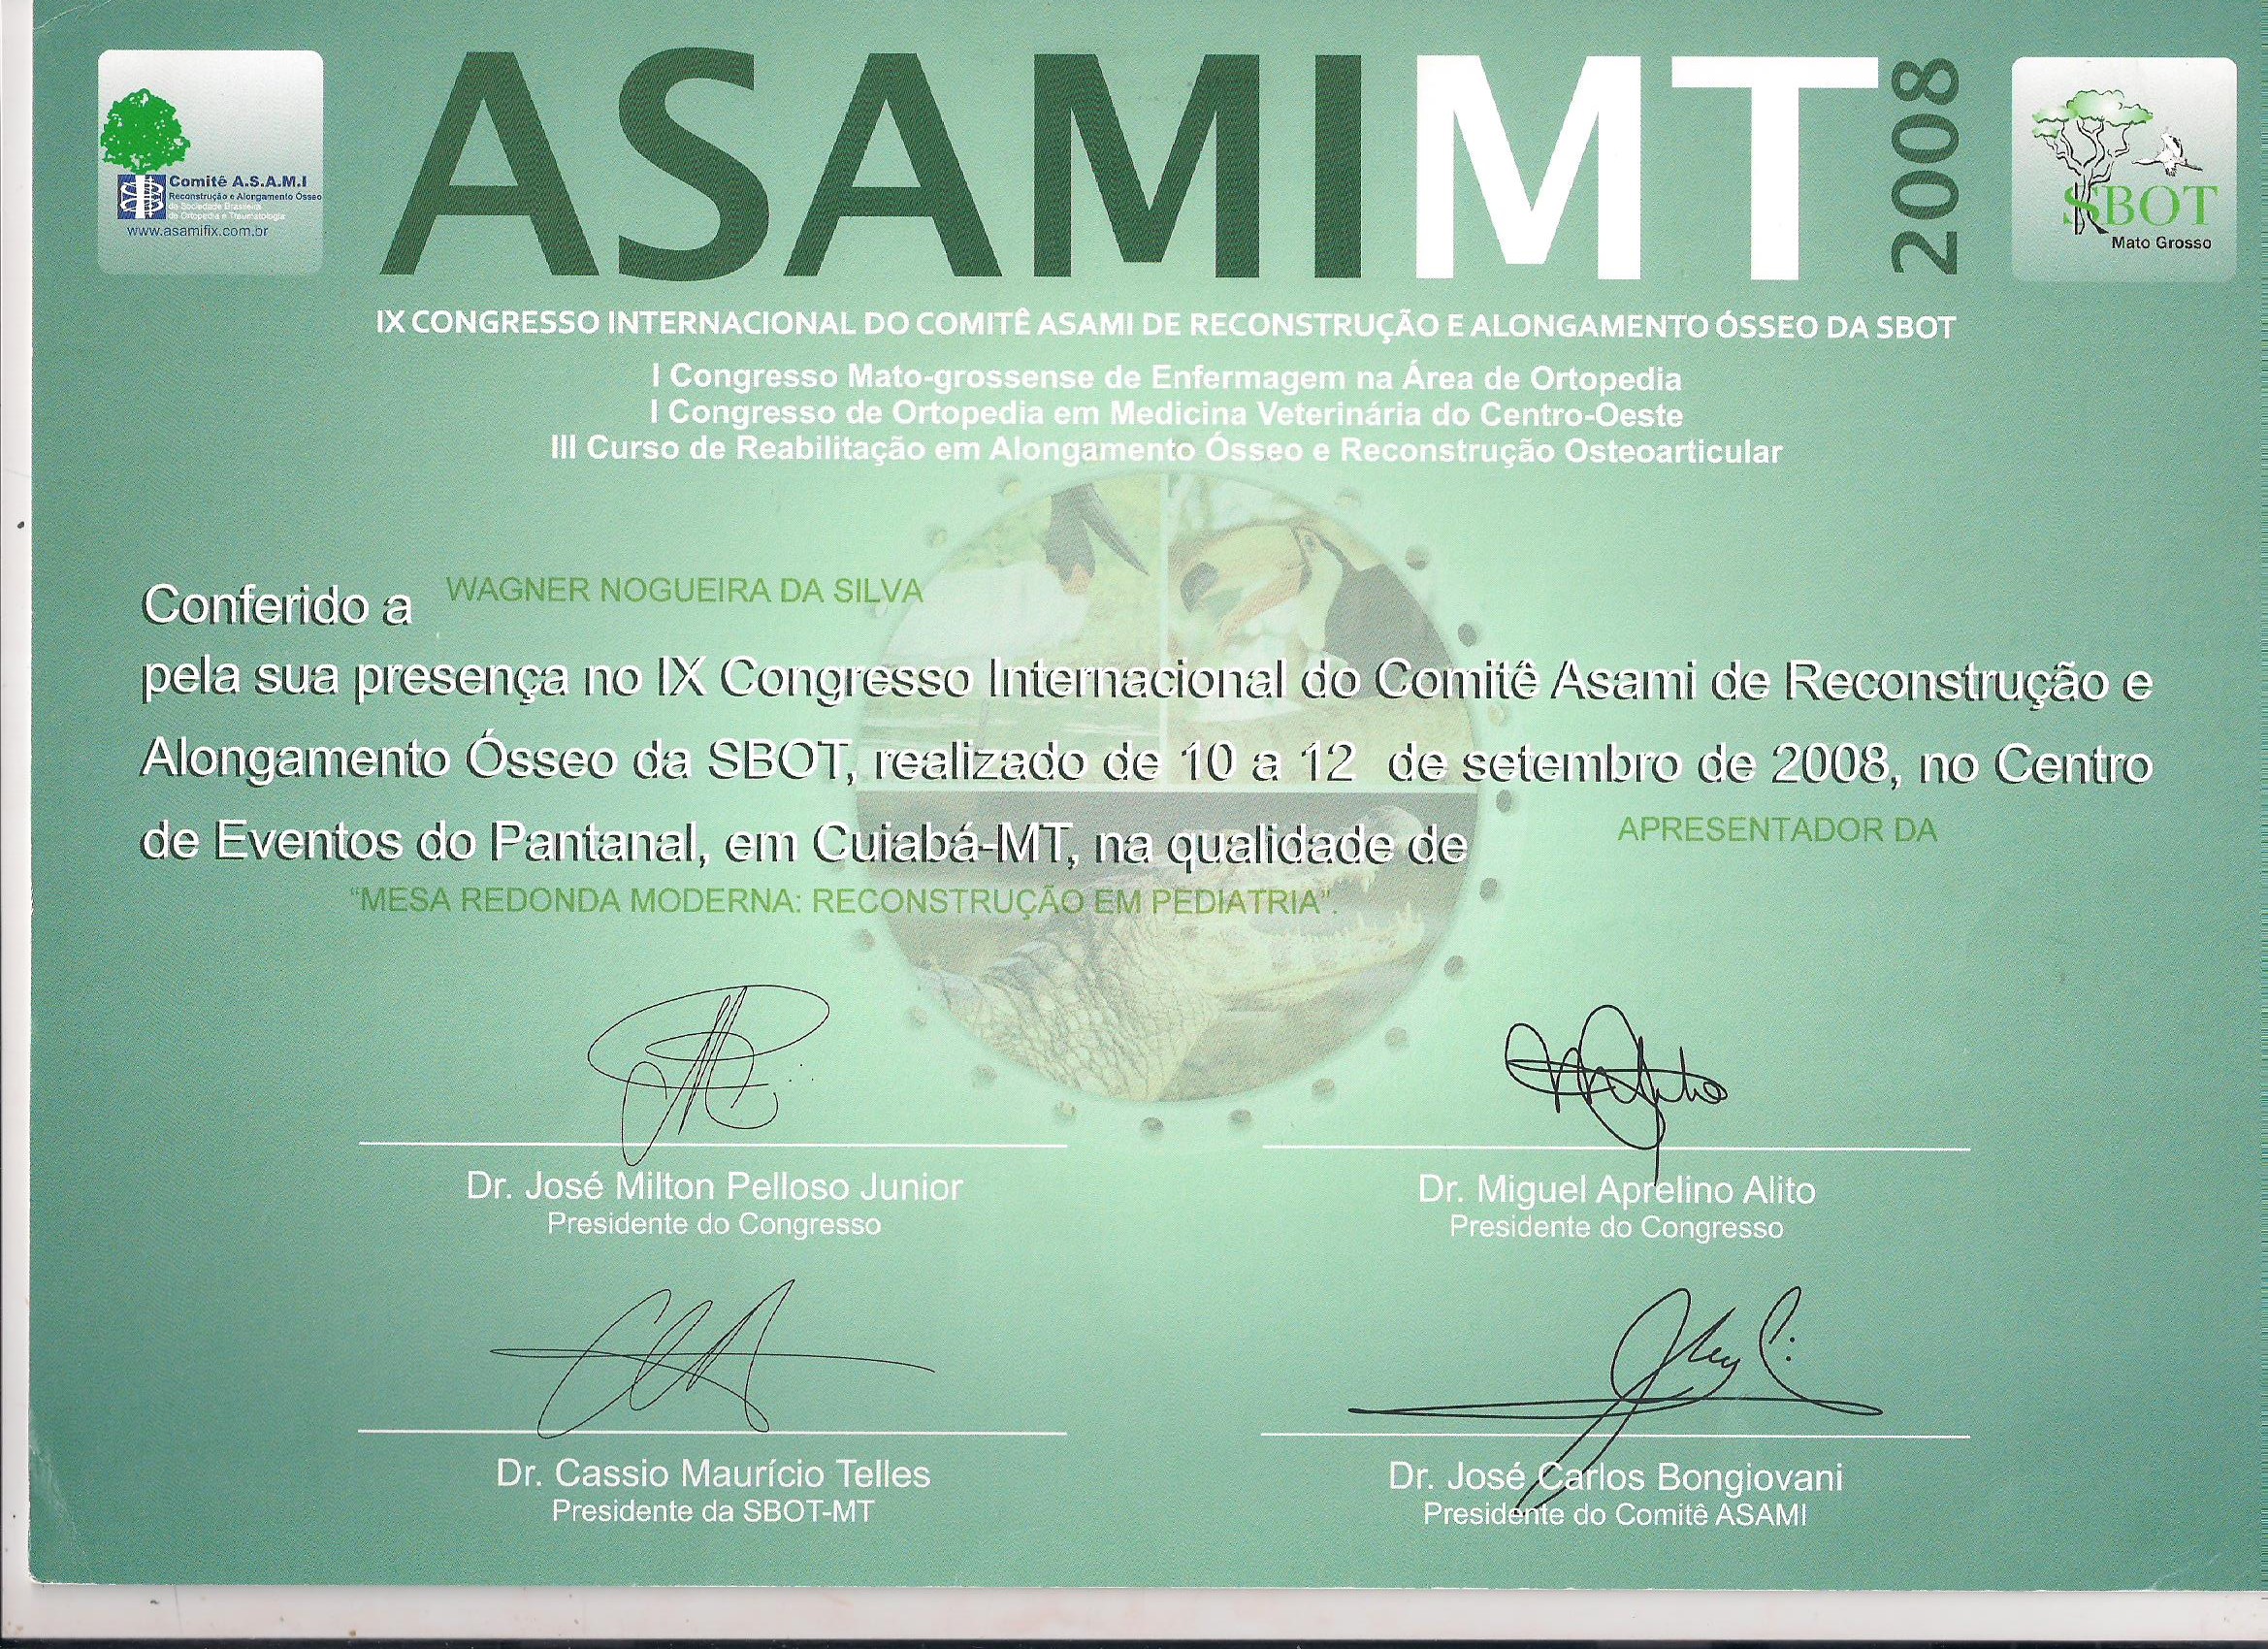 Comitê A.S.A.M.I
Reconstrução e Alongamento Ósseo
da Sociedade Brasileira
de Ortopedia e Traumatologia
www.asamifix.com.br
ASAMIMT 2008
SBOT
Mato Grosso
IX CONGRESSO INTERNACIONAL DO COMITÊ ASAMI DE RECONSTRUÇÃO E ALONGAMENTO ÓSSEO DA SBOT
I Congresso Mato-grossense de Enfermagem na Área de Ortopedia
I Congresso de Ortopedia em Medicina Veterinária do Centro-Oeste
III Curso de Reabilitação em Alongamento Ósseo e Reconstrução Osteoarticular
Conferido a WAGNER NOGUEIRA DA SILVA
pela sua presença no IX Congresso Internacional do Comitê Asami de Reconstrução e
Alongamento Ósseo da SBOT, realizado de 10 a 12 de setembro de 2008, no Centro
de Eventos do Pantanal, em Cuiabá-MT, na qualidade de APRESENTADOR DA
“MESA REDONDA MODERNA: RECONSTRUÇÃO EM PEDIATRIA”.
Dr. José Milton Pelloso Junior
Presidente do Congresso
Dr. Miguel Aprelino Alito
Presidente do Congresso
Dr. Cassio Maurício Telles
Presidente da SBOT-MT
Dr. José Carlos Bongiovani
Presidente do Comitê ASAMI